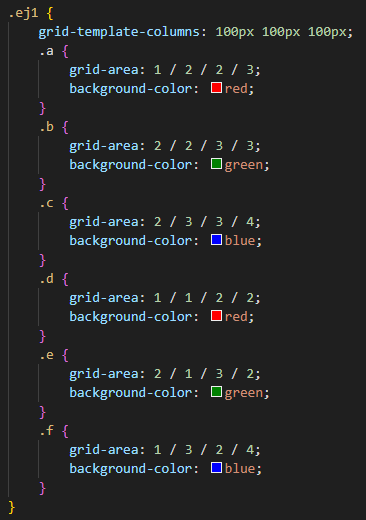 .ej1 {
    grid-template-columns: 100px 100px 100px;
    .a {
        grid-area: 1 / 2 / 2 / 3;
        background-color: red;
    }
    .b {
        grid-area: 2 / 2 / 3 / 3;
        background-color: green;
    }
    .c {
        grid-area: 2 / 3 / 3 / 4;
        background-color: blue;
    }
    .d {
        grid-area: 1 / 1 / 2 / 2;
        background-color: red;
    }
    .e {
        grid-area: 2 / 1 / 3 / 2;
        background-color: green;
    }
    .f {
        grid-area: 1 / 3 / 2 / 4;
        background-color: blue;
    }
}